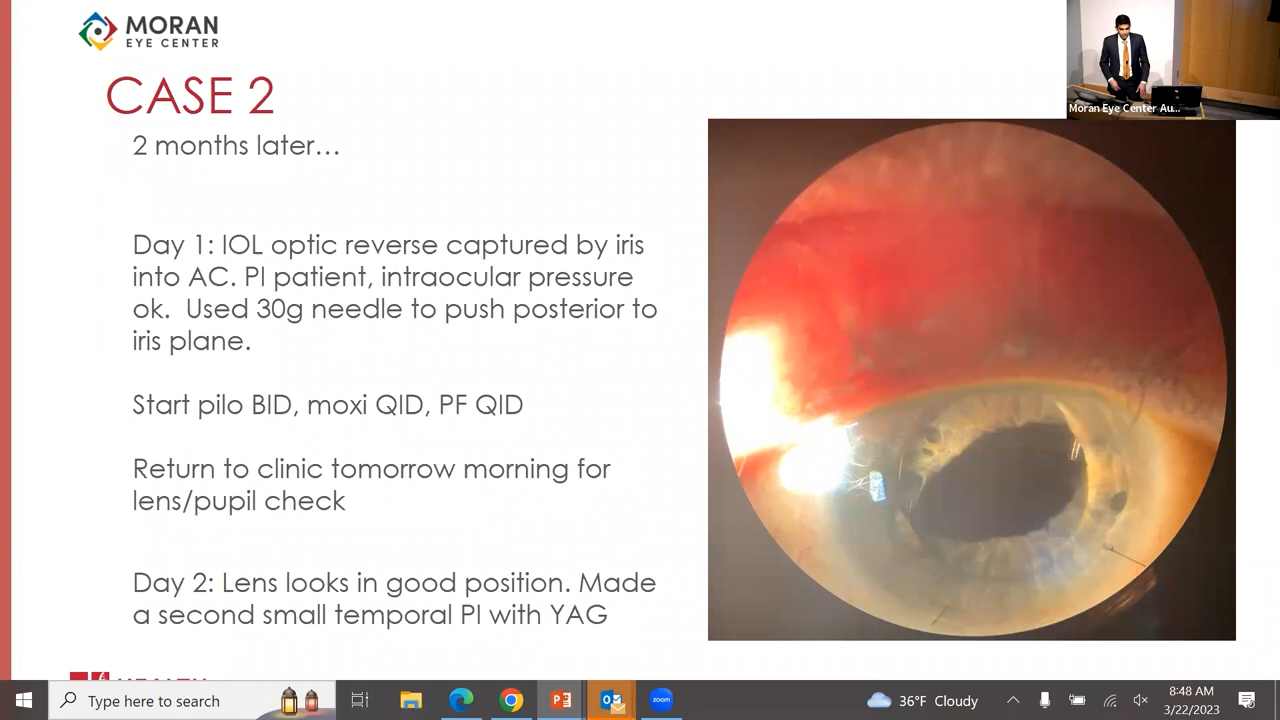 MORAN
EYE CENTER
Moran Eye Center Au...
CASE 2
2 months later…
Day 1: IOL optic reverse captured by iris
into AC. PI patient, intraocular pressure
ok. Used 30g needle to push posterior to
iris plane.
Start pilo BID, moxi QID, PF QID
Return to clinic tomorrow morning for
lens/pupil check
Day 2: Lens looks in good position. Made
a second small temporal PI with YAG
Type here to search
zoom
36°F Cloudy
8:48 AM
3/22/2023